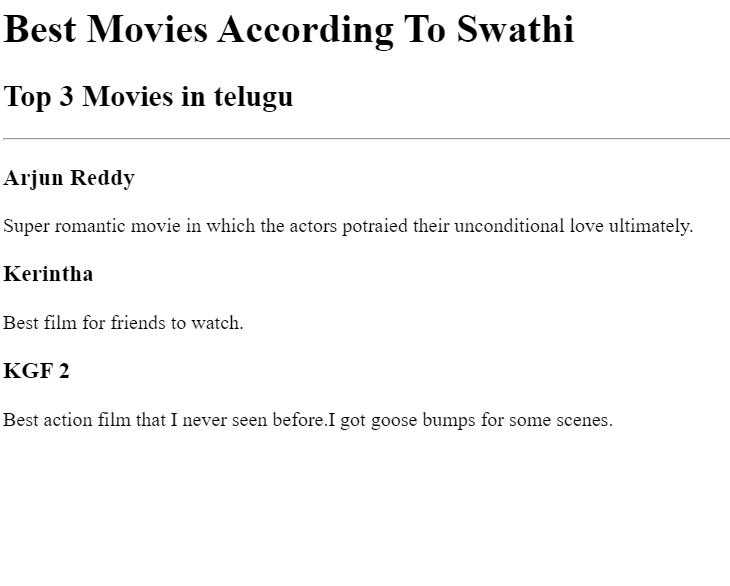 Best Movies According To Swathi
Top 3 Movies in telugu
Arjun Reddy
Super romantic movie in which the actors potraied their unconditional love ultimately.
Kerintha
Best film for friends to watch.
KGF 2
Best action film that I never seen before.I got goose bumps for some scenes.